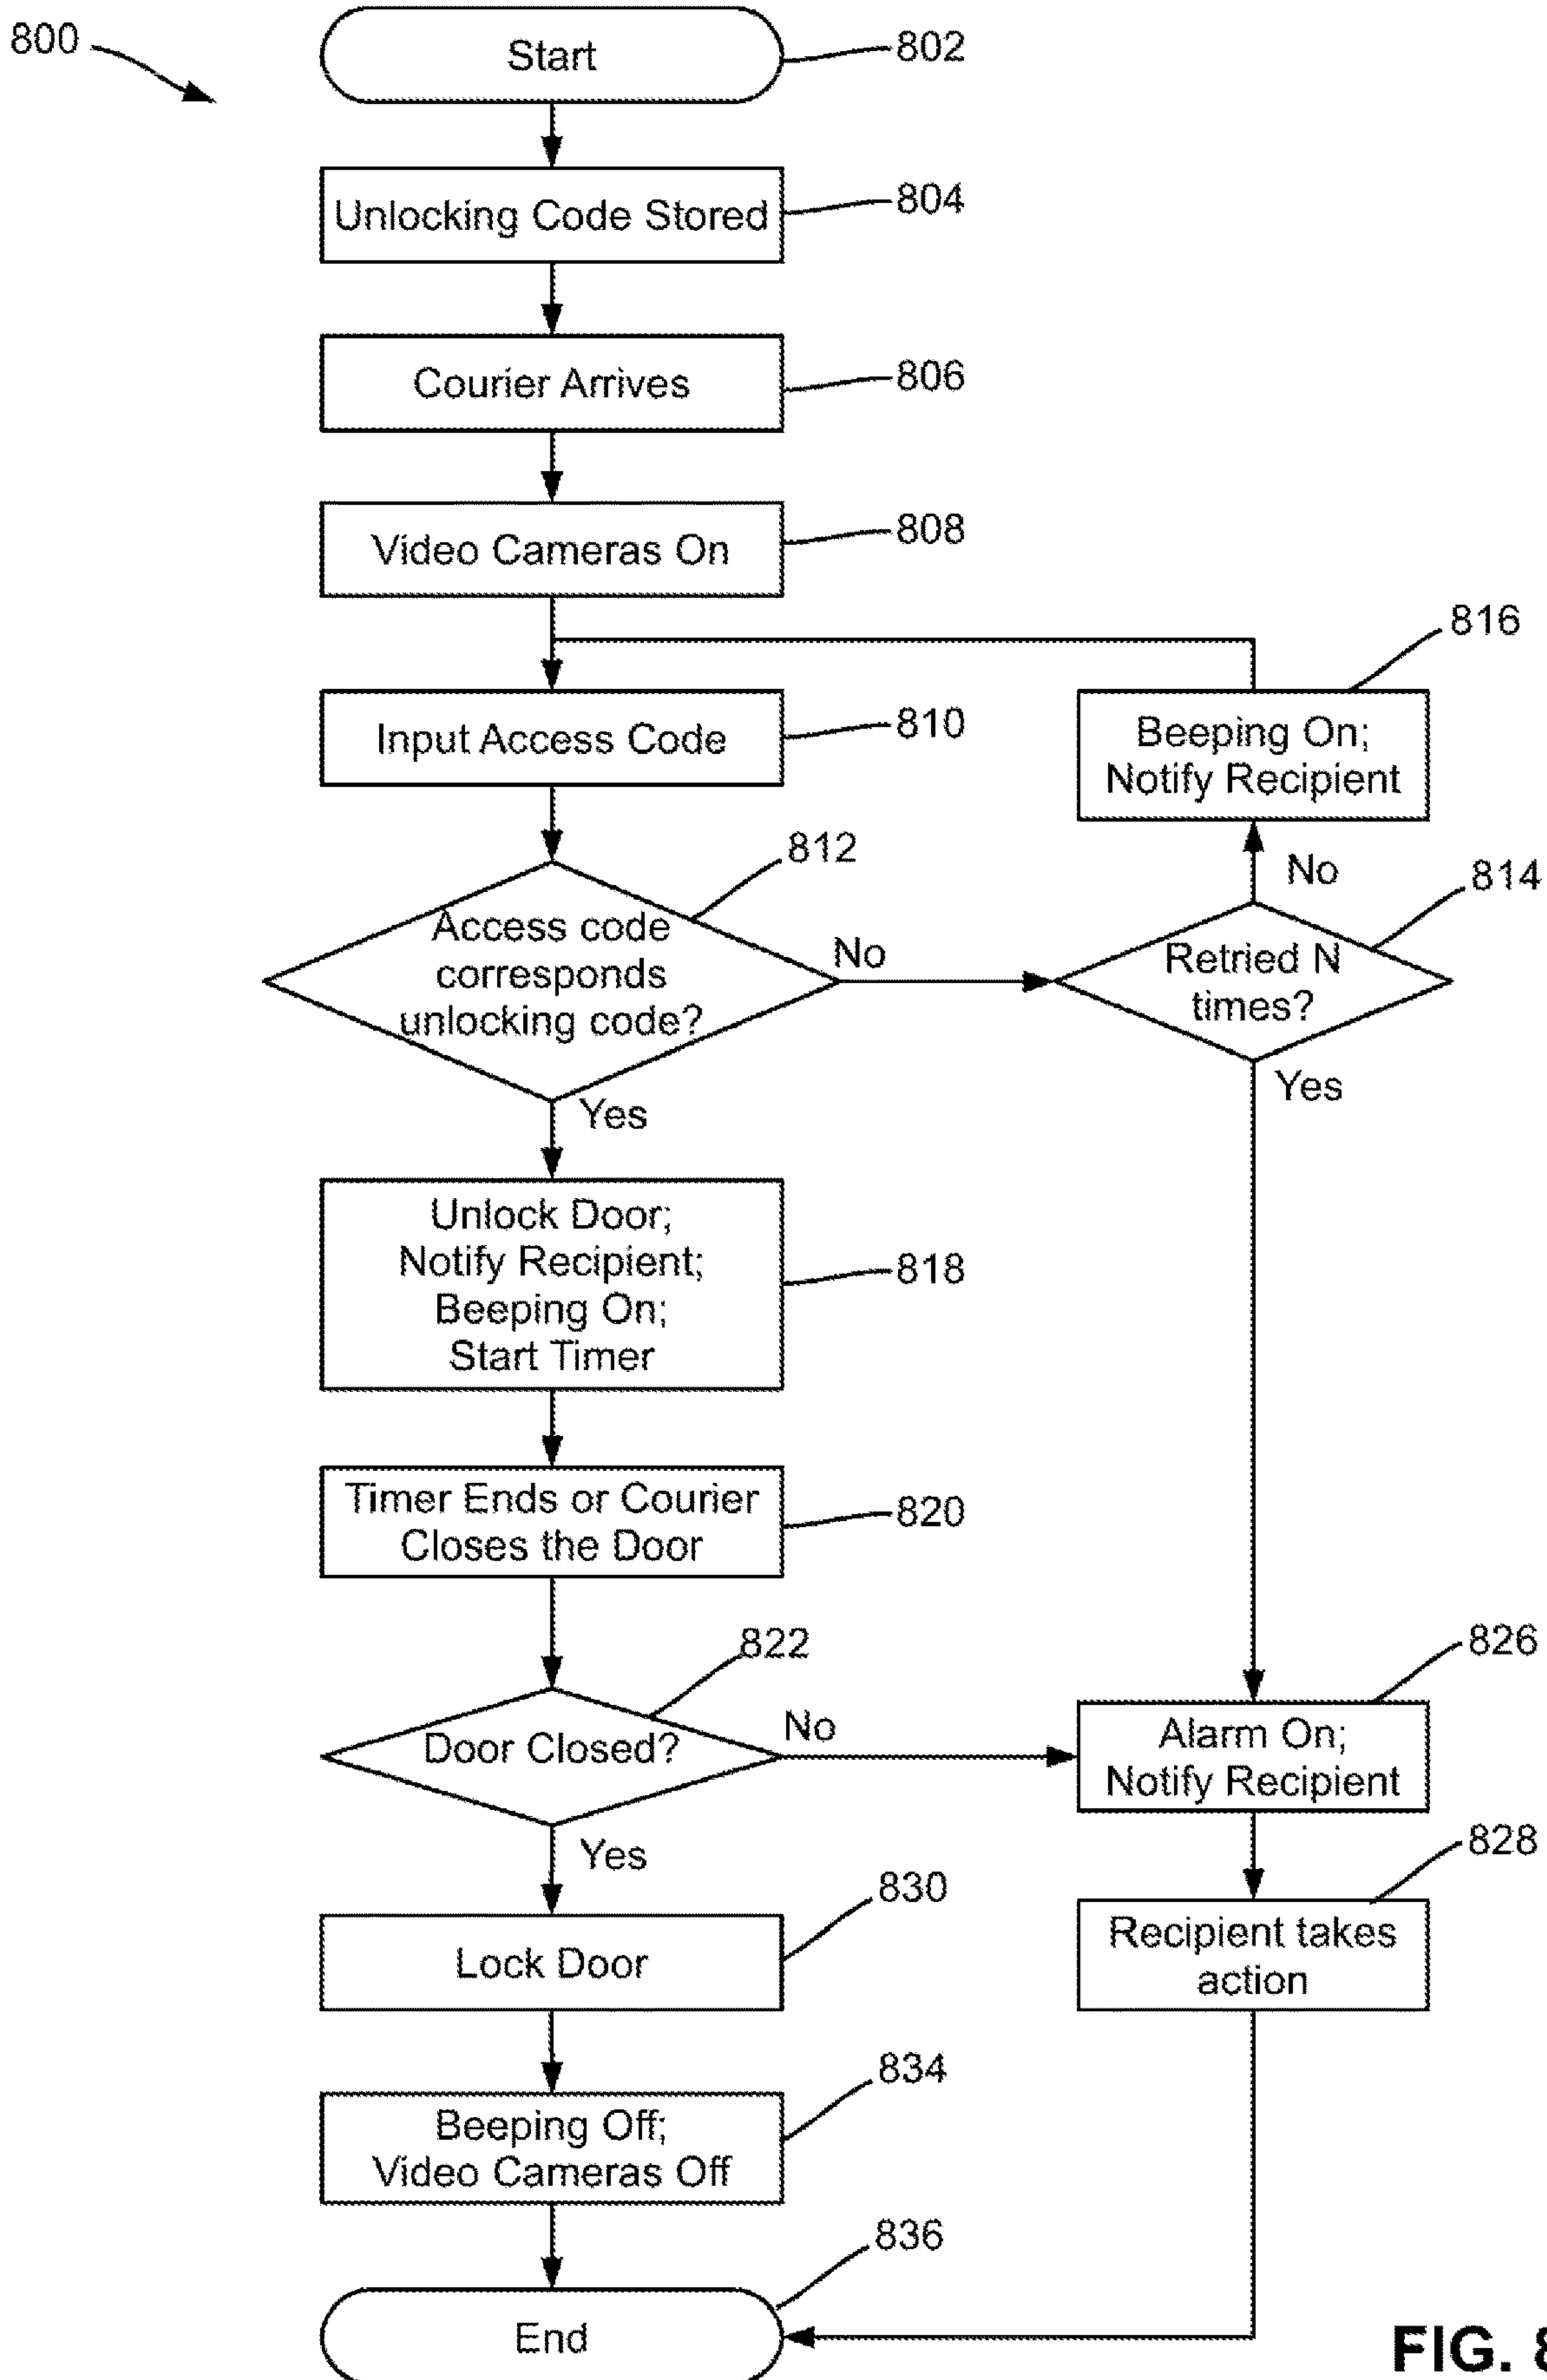 800
Start
802
Unlocking Code Stored
804
Courier Arrives
806
Video Cameras On
808
816
Input Access Code
810
Beeping On;
Notify Recipient
812
No
814
Access code
corresponds
unlocking code?
No
Retried N
times?
Yes
Yes
Unlock Door;
Notify Recipient;
Beeping On;
Start Timer
818
Timer Ends or Courier
Closes the Door
820
822
826
Door Closed?
No
Alarm On;
Notify Recipient
Yes
828
830
Lock Door
Recipient takes
action
834
Beeping Off;
Video Cameras Off
836
End
FIG. 8